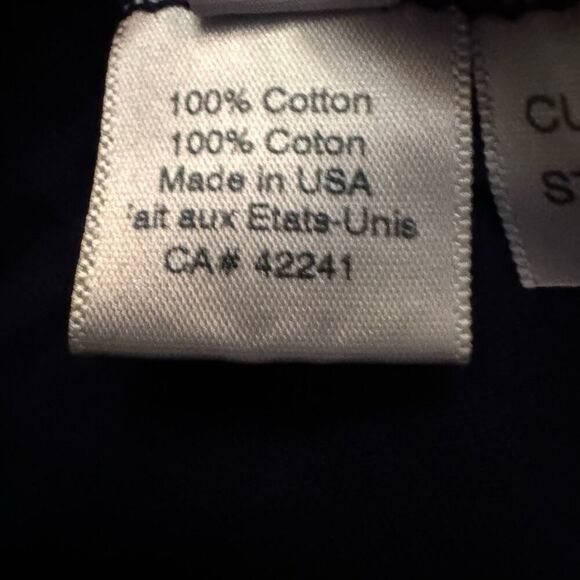 100% Cotton
100% Coton
Made in USA
'ait aux Etats-Unis
CA# 42241
CU
ST